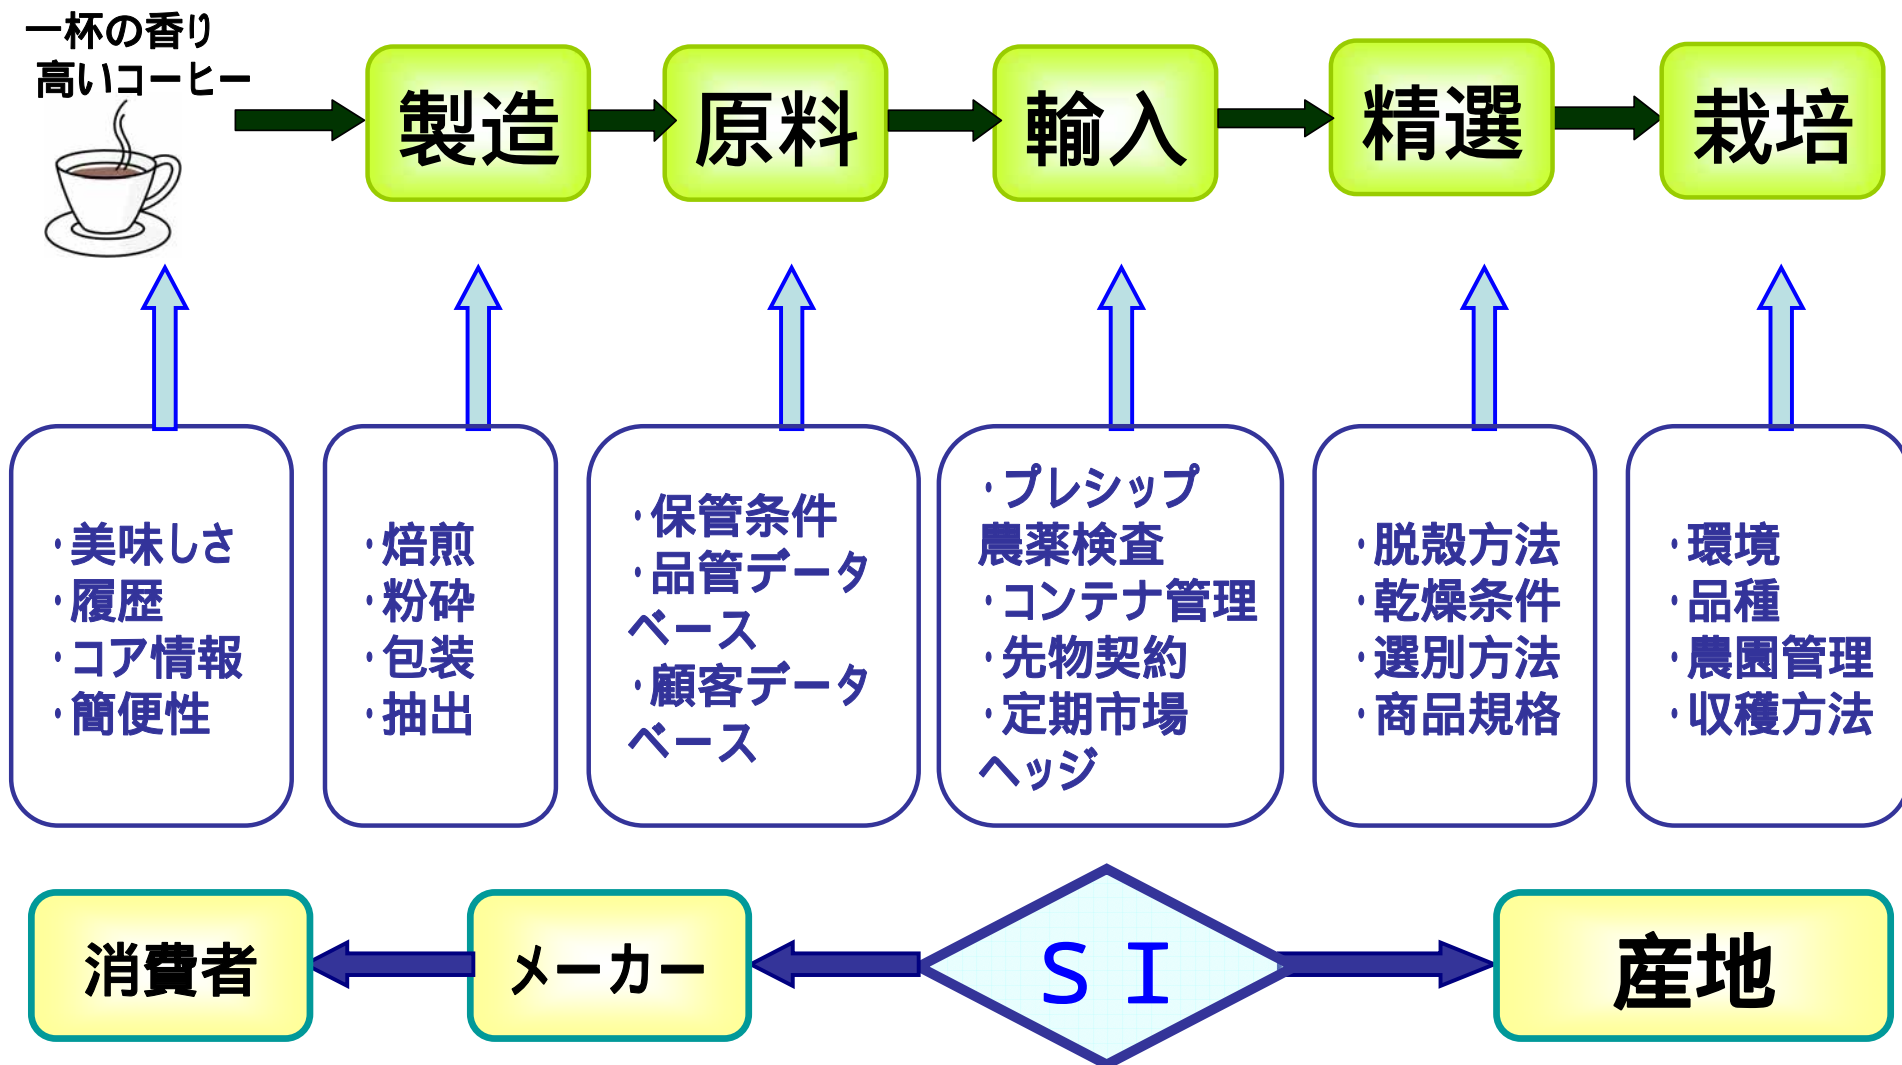 一杯の香り
高いコーヒー
製造
原料
輸入
精選
栽培
・美味しさ
・履歴
・コア情報
・簡便性
・焙煎
・粉砕
・包装
・抽出
・保管条件
・品管データ
ベース
・顧客データ
ベース
・プレシップ
農薬検査
・コンテナ管理
・先物契約
・定期市場
ヘッジ
・脱殻方法
・乾燥条件
・選別方法
・商品規格
・環境
・品種
・農園管理
・収穫方法
消費者
メーカー
ＳＩ
産地